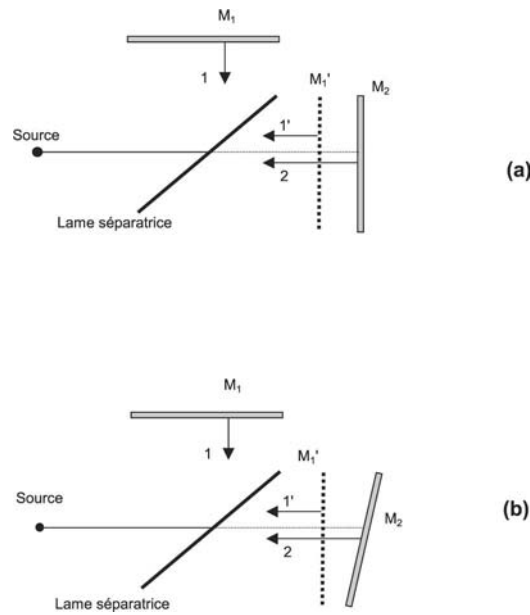 M₁
1
M₁'
M₂
1'
Source
2
(a)
Lame séparatrice
M₁
1
M₁'
1'
Source
M₂
(b)
2
Lame séparatrice